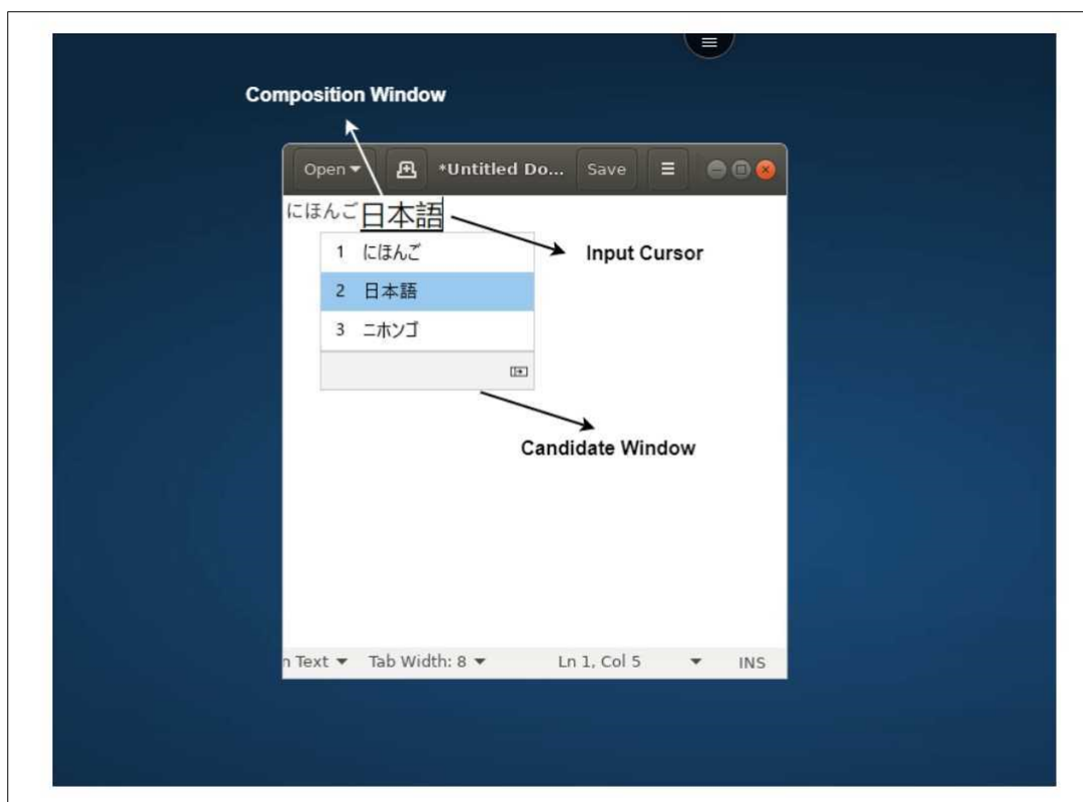 Composition Window
Open *Untitled Do... Save
にほんご日本語
1 にほんご
Input Cursor
2 日本語
3 ニホンゴ
Candidate Window
n Text Tab Width: 8 Ln 1, Col 5 INS